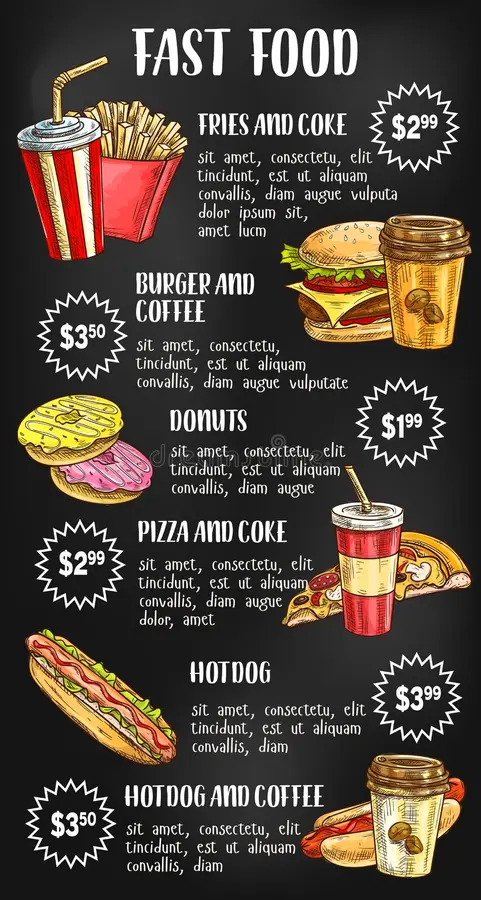 FAST FOOD
FRIES AND COKE
$2.99
sit amet, consectetu, elit
tincidunt, est ut aliquam
convallis, diam augue vulputa
dolor ipsum sit,
amet lucm
BURGER AND
COFFEE
$3.50
sit amet, consectetu,
tincidunt, est ut aliquam
convallis, diam augue vulputate
DONUTS
$1.99
sit amet, consectetu, elit
tincidunt, est ut aliquam
convallis, diam augue
PIZZA AND COKE
$2.99
sit amet, consectetu, elit
tincidunt, est ut aliquam
convallis, diam augue
dolor, amet
HOTDOG
$3.99
sit amet, consectetu, elit
tincidunt, est ut aliquam
convallis, diam
HOTDOG AND COFFEE
$3.50
sit amet, consectetu, elit
tincidunt, est ut aliquam
convallis, diam